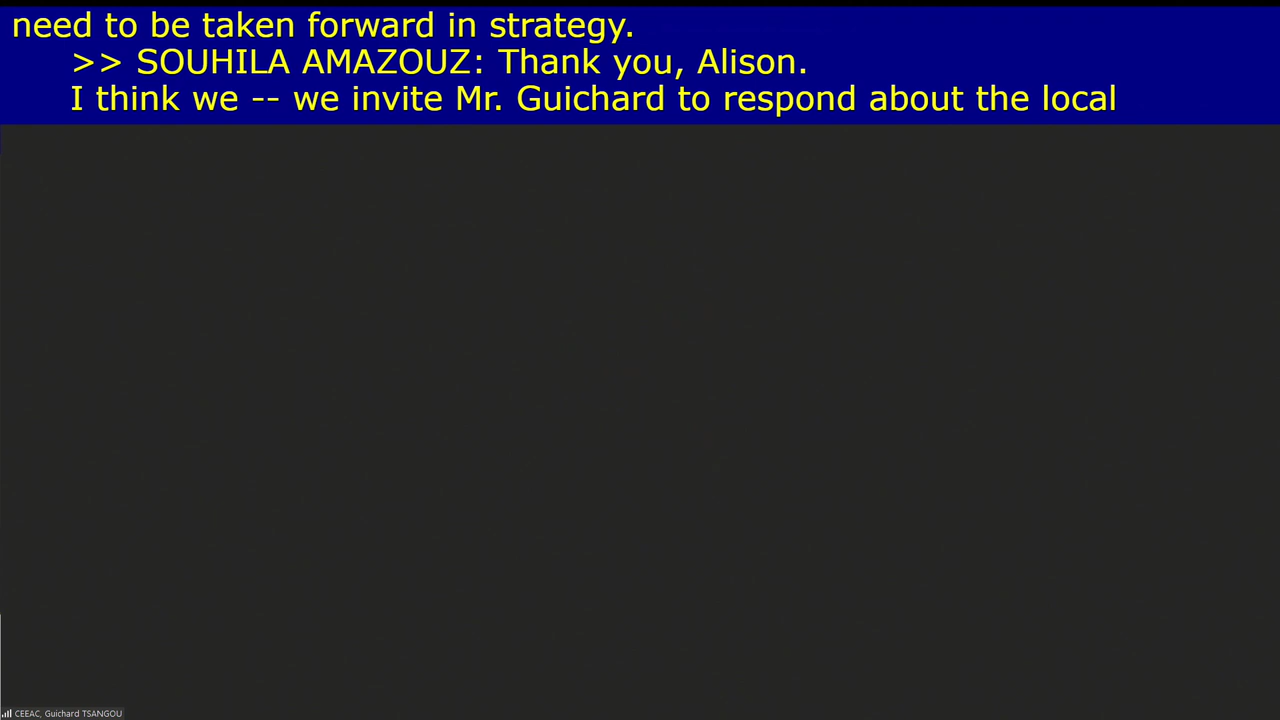 need to be taken forward in strategy.
>> SOUHILA AMAZOUZ: Thank you, Alison.
I think we -- we invite Mr. Guichard to respond about the local
CEEAC, Guichard TSANGOU